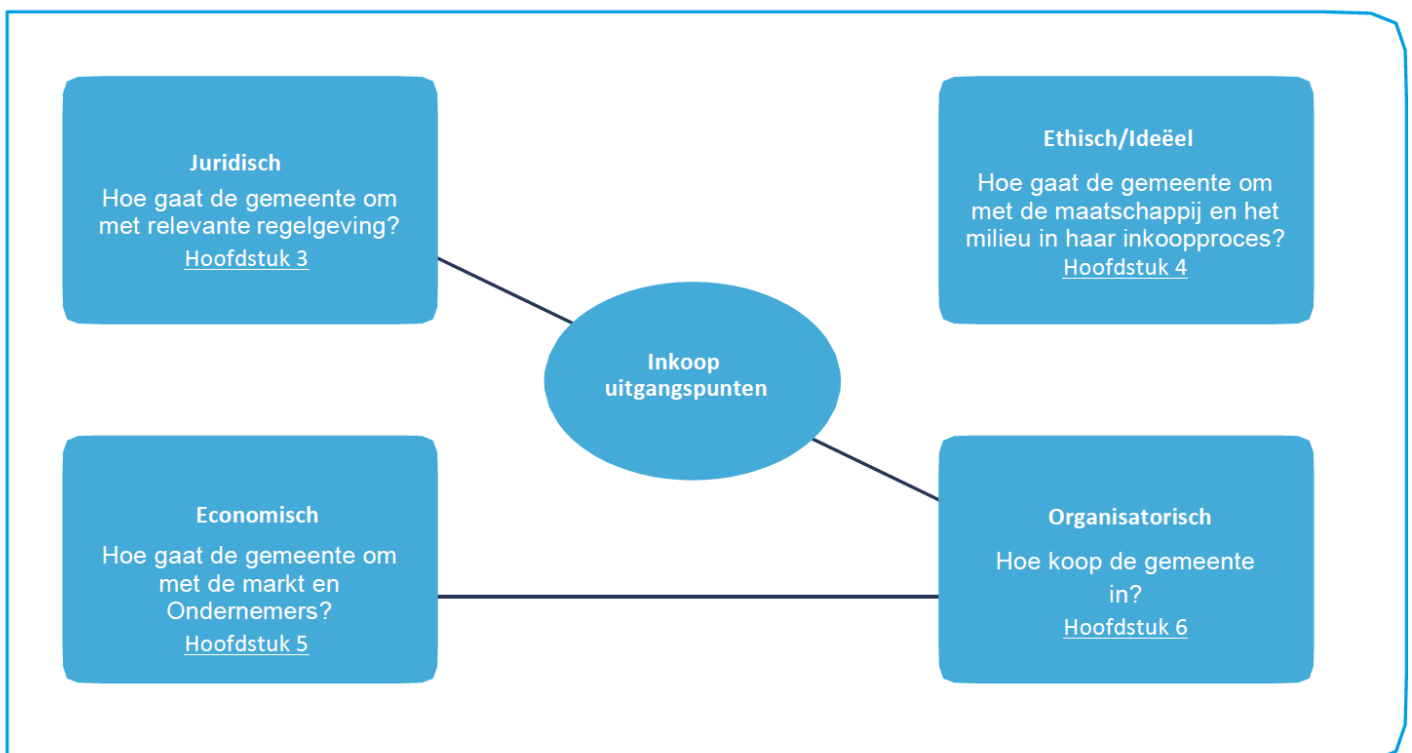 Juridisch
Hoe gaat de gemeente om
met relevante regelgeving?
Hoofdstuk 3
Ethisch/Ideëel
Hoe gaat de gemeente om
met de maatschappij en het
milieu in haar inkoopproces?
Hoofdstuk 4
Inkoop
uitgangspunten
Economisch
Hoe gaat de gemeente om
met de markt en
Ondernemers?
Hoofdstuk 5
Organisatorisch
Hoe koop de gemeente
in?
Hoofdstuk 6